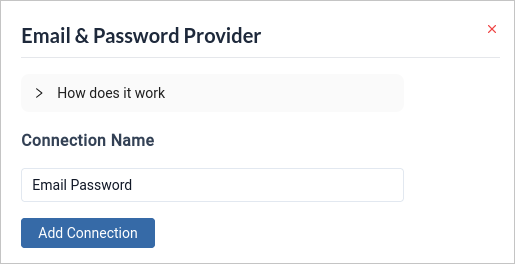 Email & Password Provider
How does it work
Connection Name
Email Password
Add Connection